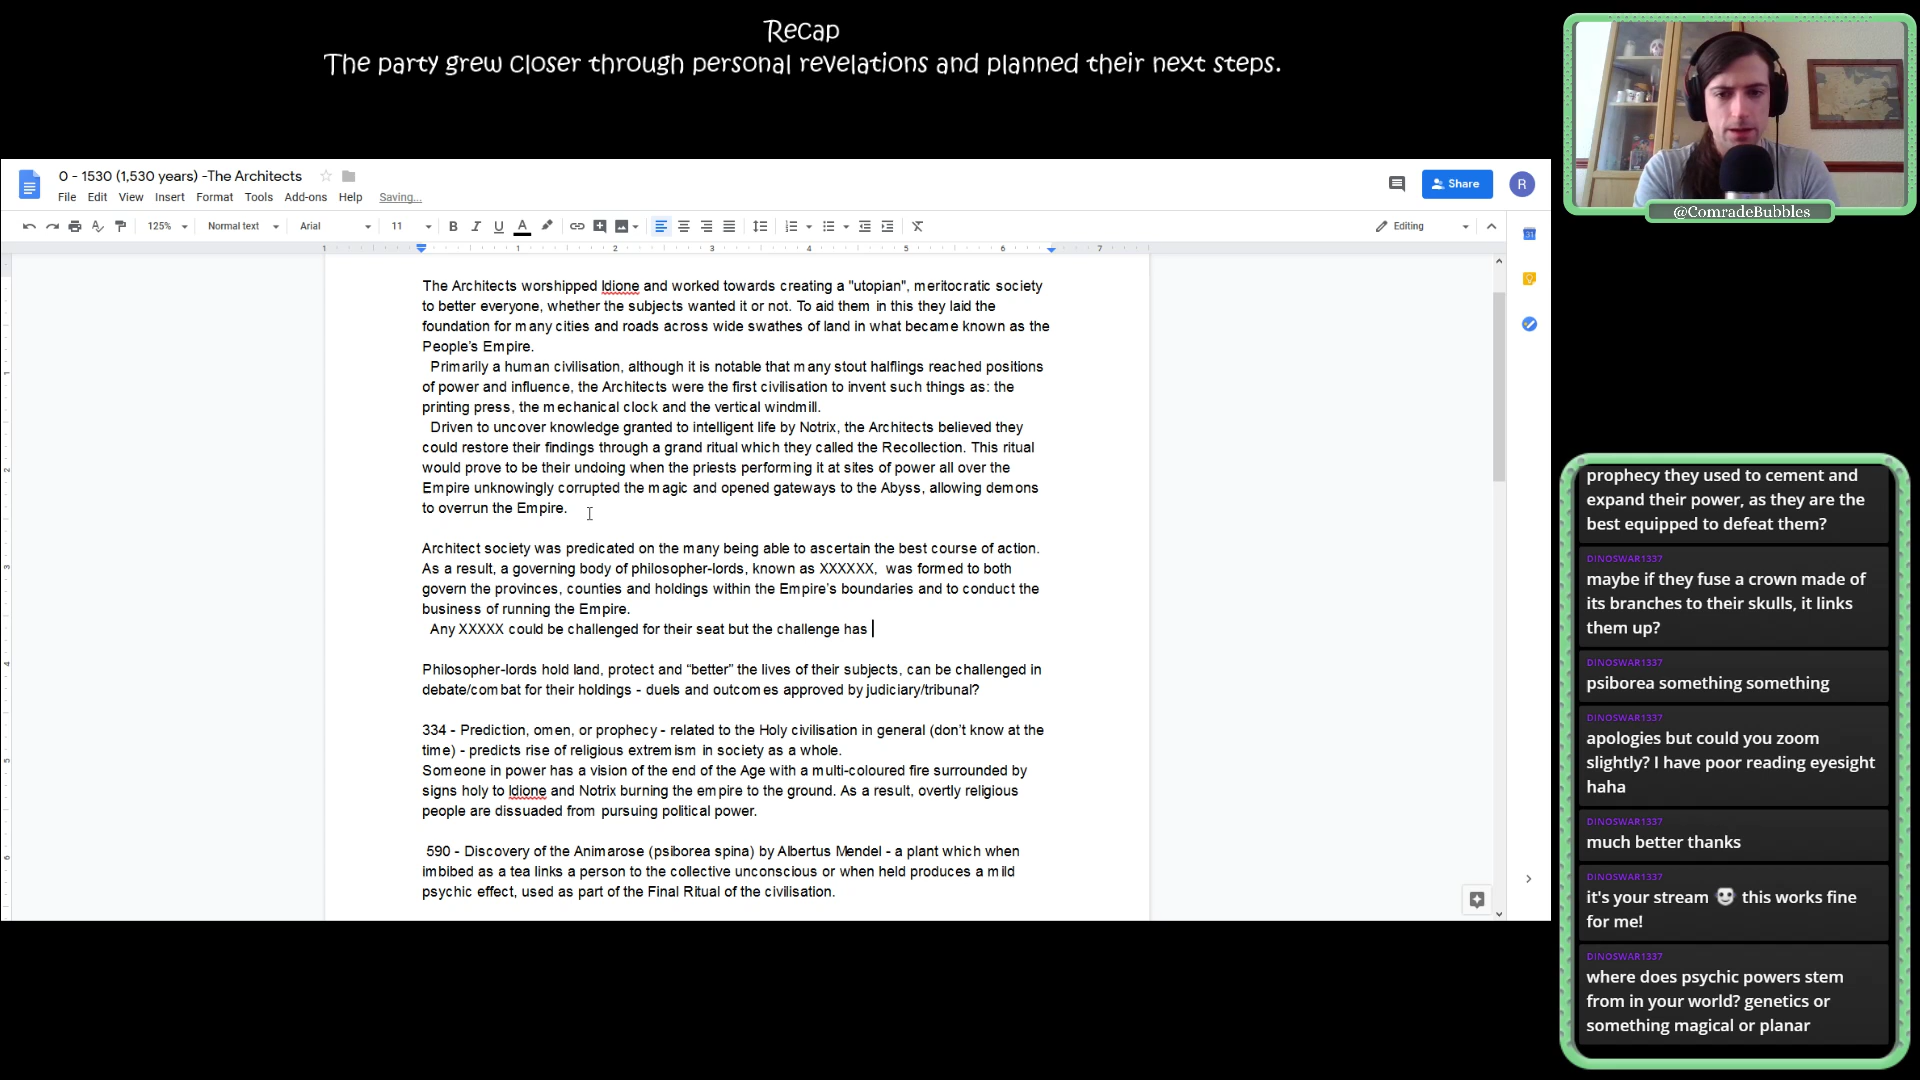 Recap
The party grew closer through personal revelations and planned their next steps.
@ComradeBubbles
0 - 1530 (1,530 years) -The Architects
File Edit View Insert Format Tools Add-ons Help Saving...
Share
R
125% Normal text Arial 11 B I U A Editing
1 1 2 3 4 5 6 7
31
The Architects worshipped Idione and worked towards creating a "utopian", meritocratic society
to better everyone, whether the subjects wanted it or not. To aid them in this they laid the
foundation for many cities and roads across wide swathes of land in what became known as the
People's Empire.
Primarily a human civilisation, although it is notable that many stout halflings reached positions
of power and influence, the Architects were the first civilisation to invent such things as: the
printing press, the mechanical clock and the vertical windmill.
Driven to uncover knowledge granted to intelligent life by Notrix, the Architects believed they
could restore their findings through a grand ritual which they called the Recollection. This ritual
would prove to be their undoing when the priests performing it at sites of power all over the
Empire unknowingly corrupted the magic and opened gateways to the Abyss, allowing demons
to overrun the Empire.
Architect society was predicated on the many being able to ascertain the best course of action.
As a result, a governing body of philosopher-lords, known as XXXXXX,  was formed to both
govern the provinces, counties and holdings within the Empire's boundaries and to conduct the
business of running the Empire.
Any XXXXX could be challenged for their seat but the challenge has
Philosopher-lords hold land, protect and “better” the lives of their subjects, can be challenged in
debate/combat for their holdings - duels and outcomes approved by judiciary/tribunal?
334 - Prediction, omen, or prophecy - related to the Holy civilisation in general (don't know at the
time) - predicts rise of religious extremism in society as a whole.
Someone in power has a vision of the end of the Age with a multi-coloured fire surrounded by
signs holy to Idione and Notrix burning the empire to the ground. As a result, overtly religious
people are dissuaded from pursuing political power.
590 - Discovery of the Animarose (psiborea spina) by Albertus Mendel - a plant which when
imbibed as a tea links a person to the collective unconscious or when held produces a mild
psychic effect, used as part of the Final Ritual of the civilisation.
1
2
3
4
5
6
prophecy they used to cement and
expand their power, as they are the
best equipped to defeat them?
DINOSWAR1337
maybe if they fuse a crown made of
its branches to their skulls, it links
them up?
DINOSWAR1337
psiborea something something
DINOSWAR1337
apologies but could you zoom
slightly? I have poor reading eyesight
haha
DINOSWAR1337
much better thanks
DINOSWAR1337
it's your stream this works fine
for me!
DINOSWAR1337
where does psychic powers stem
from in your world? genetics or
something magical or planar